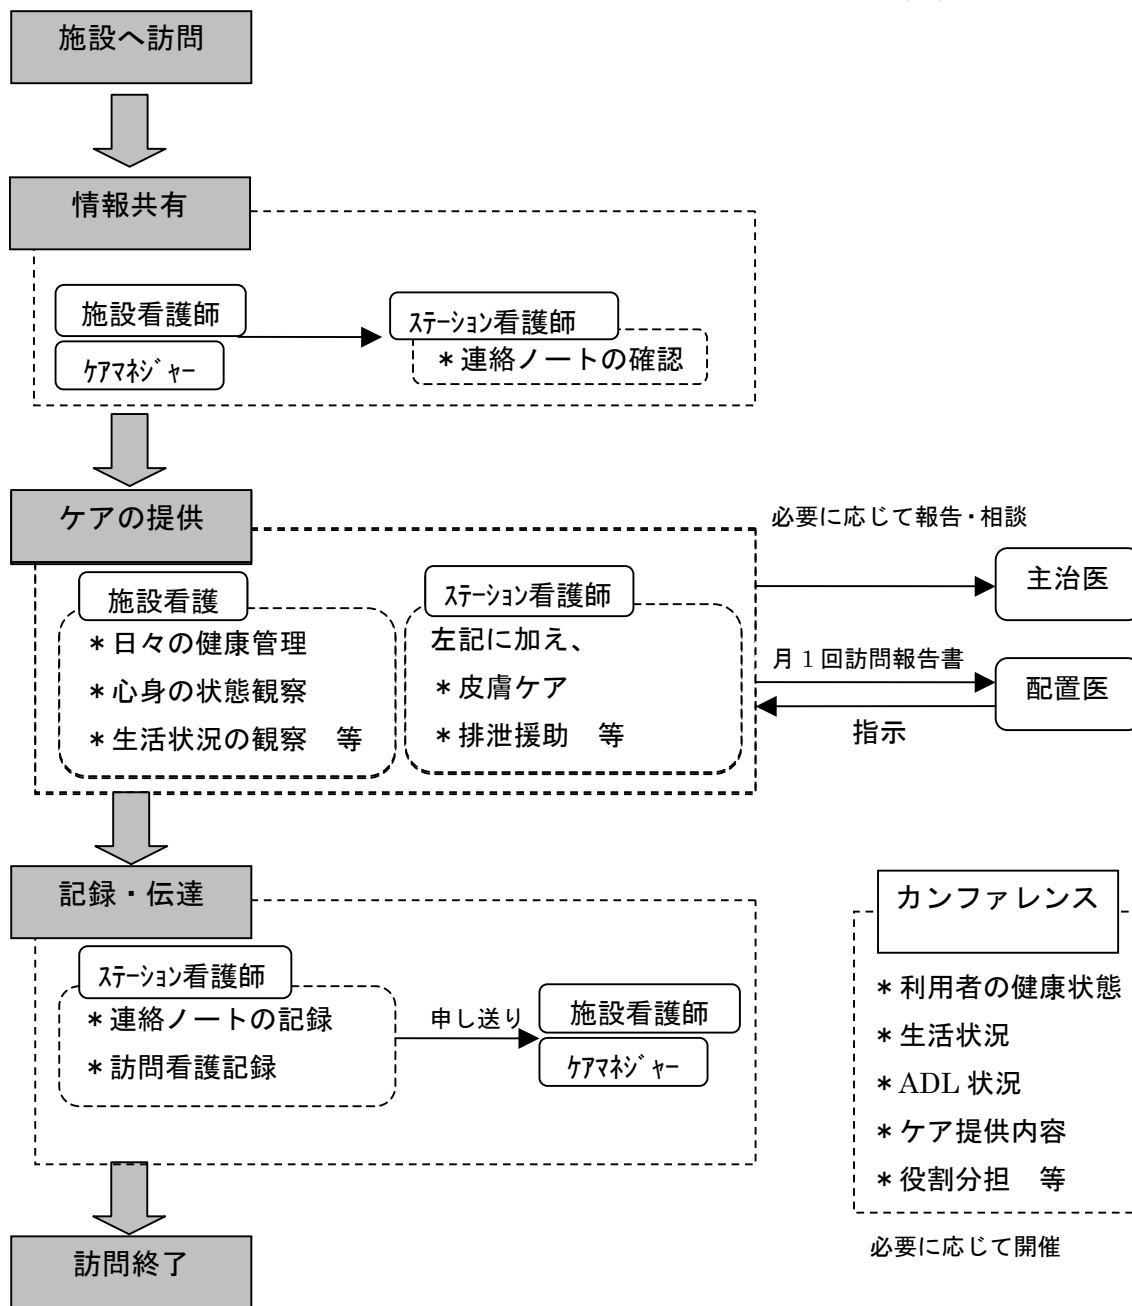 施設へ訪問
情報共有
施設看護師
ケアマネジャー
ステーション看護師
＊連絡ノートの確認
ケアの提供
施設看護
＊日々の健康管理
＊心身の状態観察
＊生活状況の観察　等
ステーション看護師
左記に加え、
＊皮膚ケア
＊排泄援助　等
必要に応じて報告・相談
主治医
月1回訪問報告書
配置医
指示
記録・伝達
ステーション看護師
＊連絡ノートの記録
＊訪問看護記録
申し送り
施設看護師
ケアマネジャー
カンファレンス
＊利用者の健康状態
＊生活状況
＊ADL 状況
＊ケア提供内容
＊役割分担　等
必要に応じて開催
訪問終了